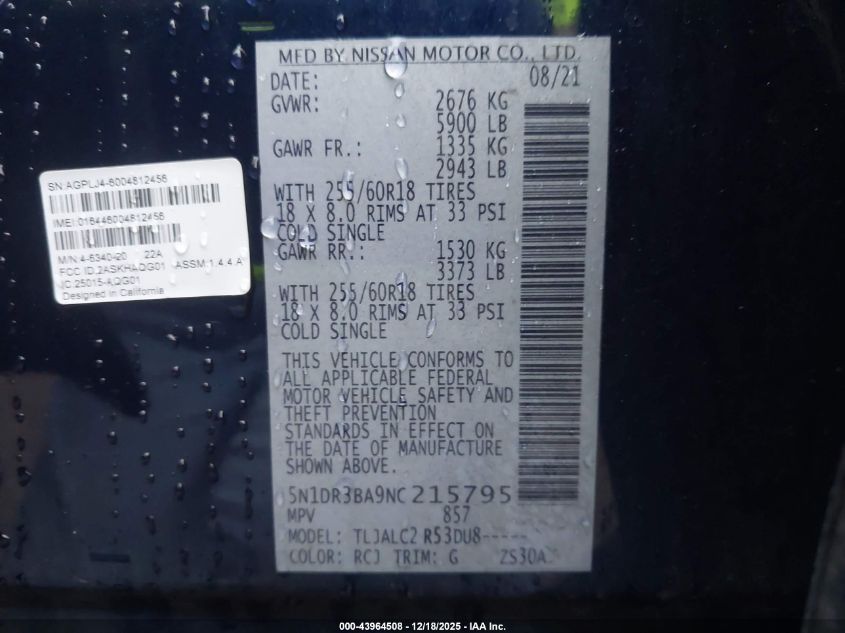 MFD BY NISSAN MOTOR CO., LTD.
DATE: 08/21
GVWR: 2676 KG
5900 LB
GAWR FR.: 1335 KG
2943 LB
WITH 255/60R18 TIRES
18 X 8.0 RIMS AT 33 PSI
COLD SINGLE
GAWR RR.: 1530 KG
3373 LB
WITH 255/60R18 TIRES
18 X 8.0 RIMS AT 33 PSI
COLD SINGLE
THIS VEHICLE CONFORMS TO
ALL APPLICABLE FEDERAL
MOTOR VEHICLE SAFETY AND
THEFT PREVENTION
STANDARDS IN EFFECT ON
THE DATE OF MANUFACTURE
SHOWN ABOVE.
5N1DR3BA9NC215795
MPV 857
MODEL: TLJALC2 R53DU8-----
COLOR: RCJ TRIM: G ZS30A
SN:AGPLJ4-6004812456
IMEI:016448004812456
M/N:4-6340-20 22A
FCC ID.2ASKHAQG01 ASSM 1.4.4.A
IC.25015-AQG01
Designed in California
000-43964508 – 12/18/2025 – IAA Inc.